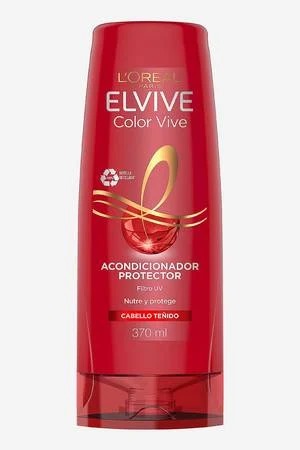 L'ORÉAL
PARIS
ELVIVE
Color Vive
ACONDICIONADOR
PROTECTOR
Filtro UV
Nutre y protege
CABELLO TEÑIDO
370 ml